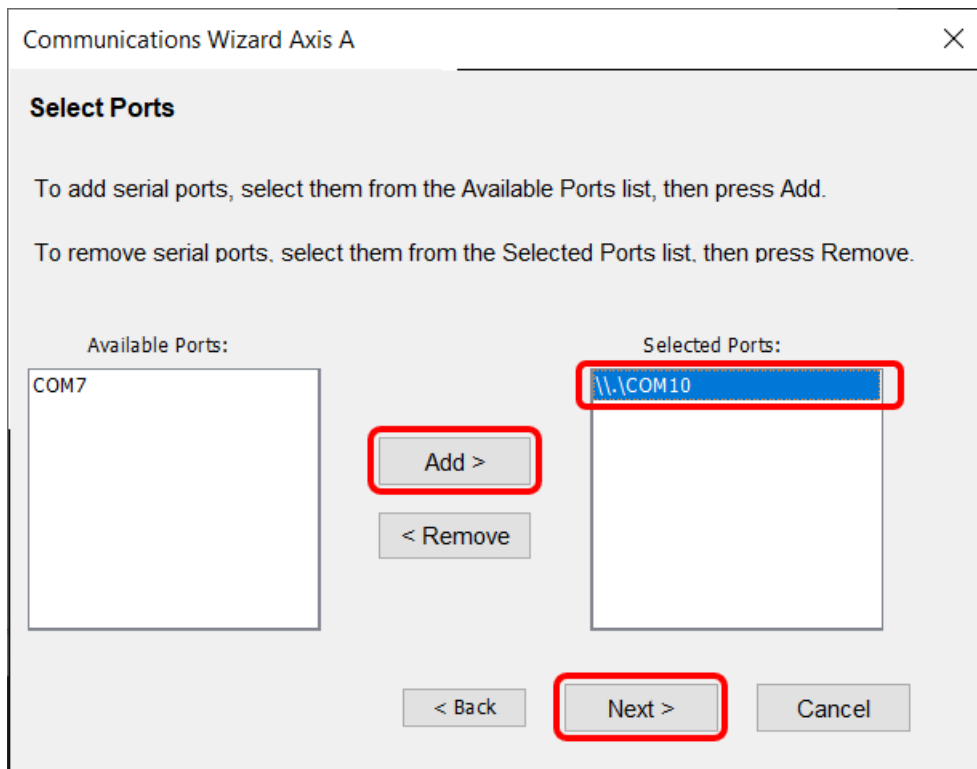 Communications Wizard Axis A
Select Ports
To add serial ports, select them from the Available Ports list, then press Add.
To remove serial ports, select them from the Selected Ports list, then press Remove.
Available Ports:
Selected Ports:
COM7
\\.\COM10
Add >
< Remove
< Back
Next >
Cancel